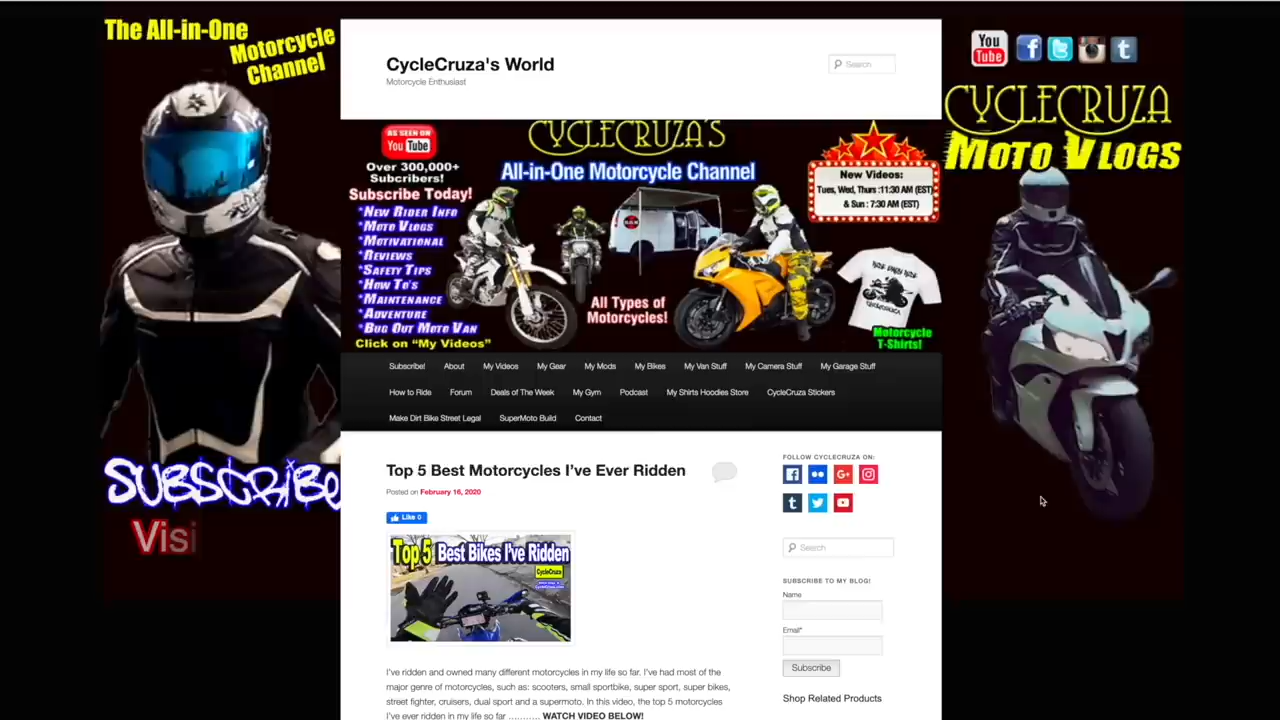 The All-in-One
Motorcycle
Channel
SUBSCRIBE
Visi
CycleCruza's World
Motorcycle Enthusiast
Search
AS SEEN ON
YouTube
Over 300,000+
Subcribers!
Subscribe Today!
*New Rider Info
*Moto Vlogs
*Motivational
*Reviews
*Safety Tips
*How To's
*Maintenance
*Adventure
*Bug Out Moto Van
Click on "My Videos"
CYCLECRUZA'S
All-in-One Motorcycle Channel
All Types of
Motorcycles!
New Videos:
Tues, Wed, Thurs :11:30 AM (EST)
& Sun : 7:30 AM (EST)
Motorcycle
T-Shirts!
YouTube
CYCLECRUZA
MOTO VLOGS
Subscribe! About My Videos My Gear My Mods My Bikes My Van Stuff My Camera Stuff My Garage Stuff
How to Ride Forum Deals of The Week My Gym Podcast My Shirts Hoodies Store CycleCruza Stickers
Make Dirt Bike Street Legal SuperMoto Build Contact
Top 5 Best Motorcycles I've Ever Ridden
Posted on February 16, 2020
Like 0
Top 5 Best Bikes I've Ridden
CycleCruza
I've ridden and owned many different motorcycles in my life so far. I've had most of the
major genre of motorcycles, such as: scooters, small sportbike, super sport, super bikes,
street fighter, cruisers, dual sport and a supermoto. In this video, the top 5 motorcycles
I've ever ridden in my life so far .......... WATCH VIDEO BELOW!
FOLLOW CYCLECRUZA ON:
Search
SUBSCRIBE TO MY BLOG!
Name
Email*
Subscribe
Shop Related Products